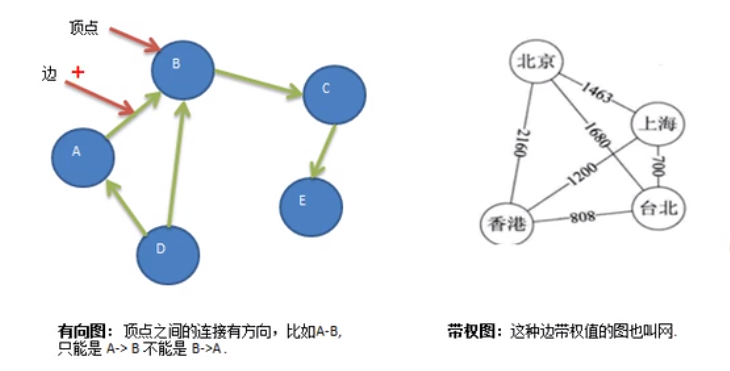 顶点
边
B
C
A
E
D
北京
1463
上海
2160
1680
1200
700
香港
808
台北
有向图：顶点之间的连接有方向，比如A-B,
只能是 A-> B 不能是 B->A .
带权图：这种边带权值的图也叫网.